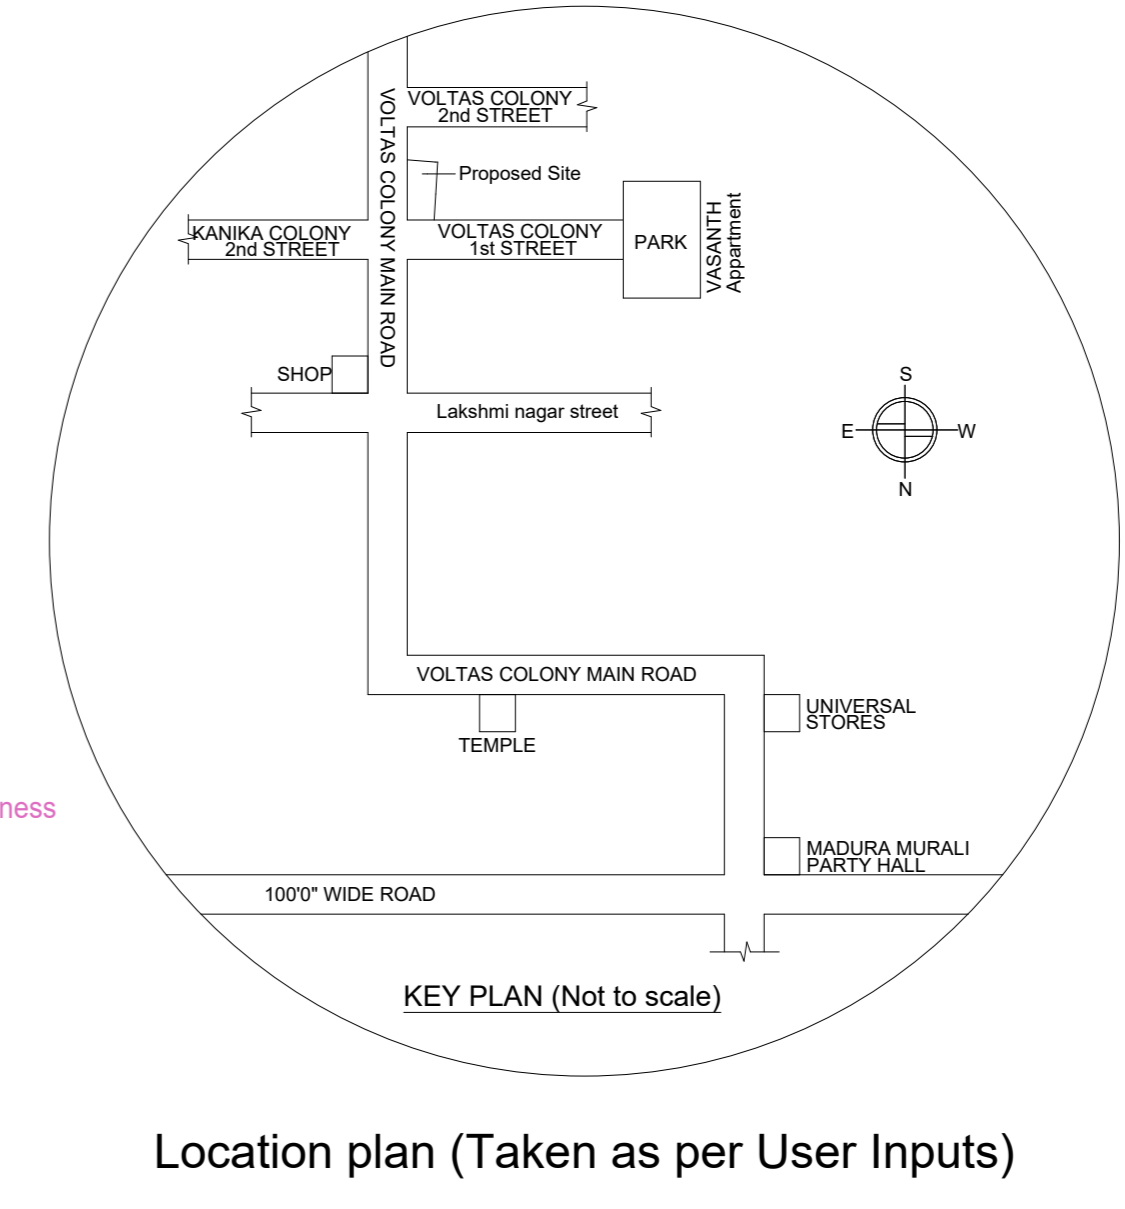 VOLTAS COLONY
2nd STREET
VOLTAS COLONY MAIN ROAD
Proposed Site
KANIKA COLONY
2nd STREET
VOLTAS COLONY
1st STREET
PARK
VASANTH
Appartment
SHOP
Lakshmi nagar street
S
E
W
N
VOLTAS COLONY MAIN ROAD
UNIVERSAL
STORES
TEMPLE
ness
MADURA MURALI
PARTY HALL
100'0" WIDE ROAD
KEY PLAN (Not to scale)
Location plan (Taken as per User Inputs)